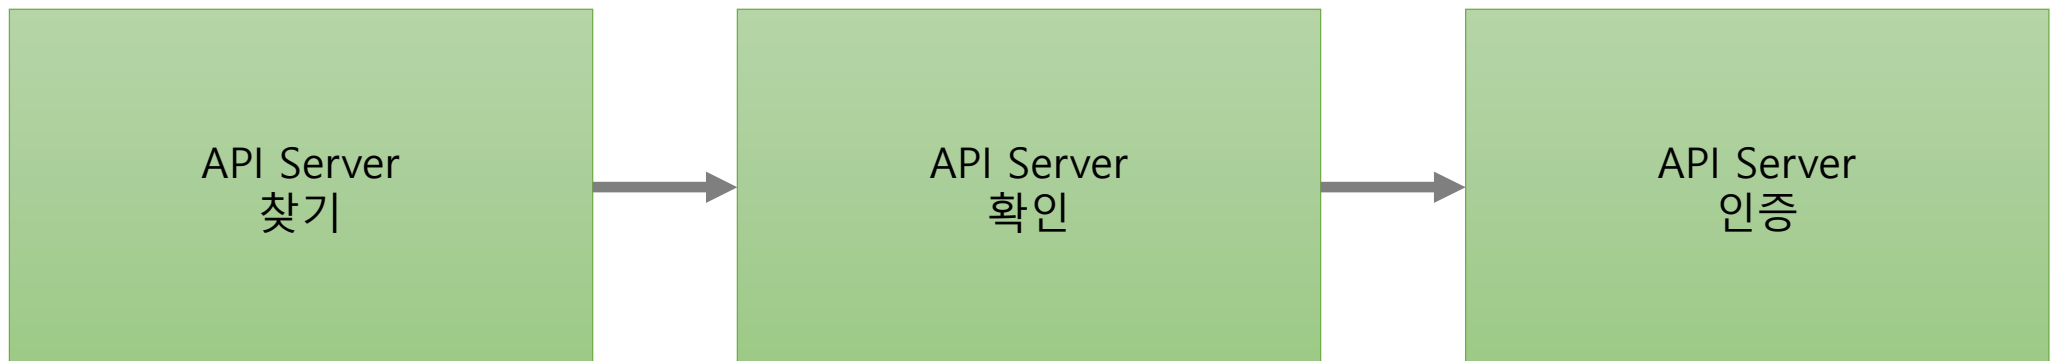 API Server
찾기
API Server
확인
API Server
인증